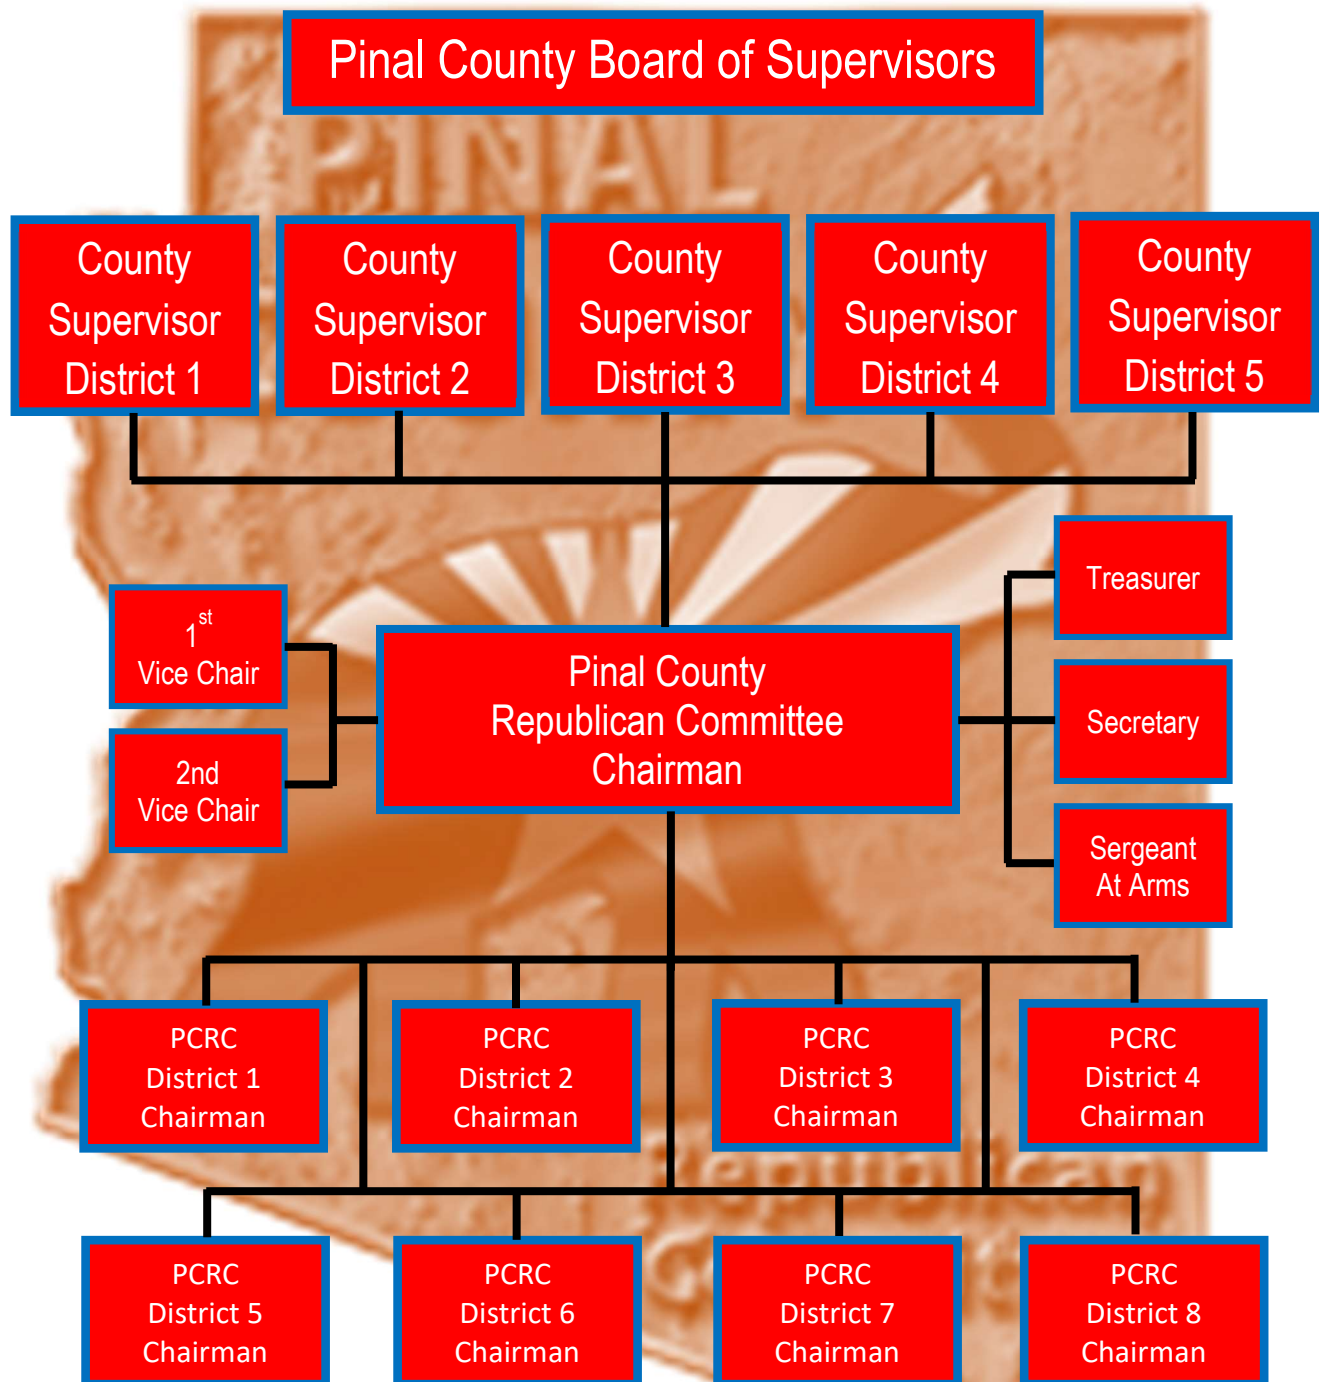 Pinal County Board of Supervisors
PINAL
County
Supervisor
District 1
County
Supervisor
District 2
County
Supervisor
District 3
County
Supervisor
District 4
County
Supervisor
District 5
1st
Vice Chair
2nd
Vice Chair
Pinal County
Republican Committee
Chairman
Treasurer
Secretary
Sergeant
At Arms
PCRC
District 1
Chairman
PCRC
District 2
Chairman
PCRC
District 3
Chairman
PCRC
District 4
Chairman
Republican
PCRC
District 5
Chairman
PCRC
District 6
Chairman
PCRC
District 7
Chairman
PCRC
District 8
Chairman